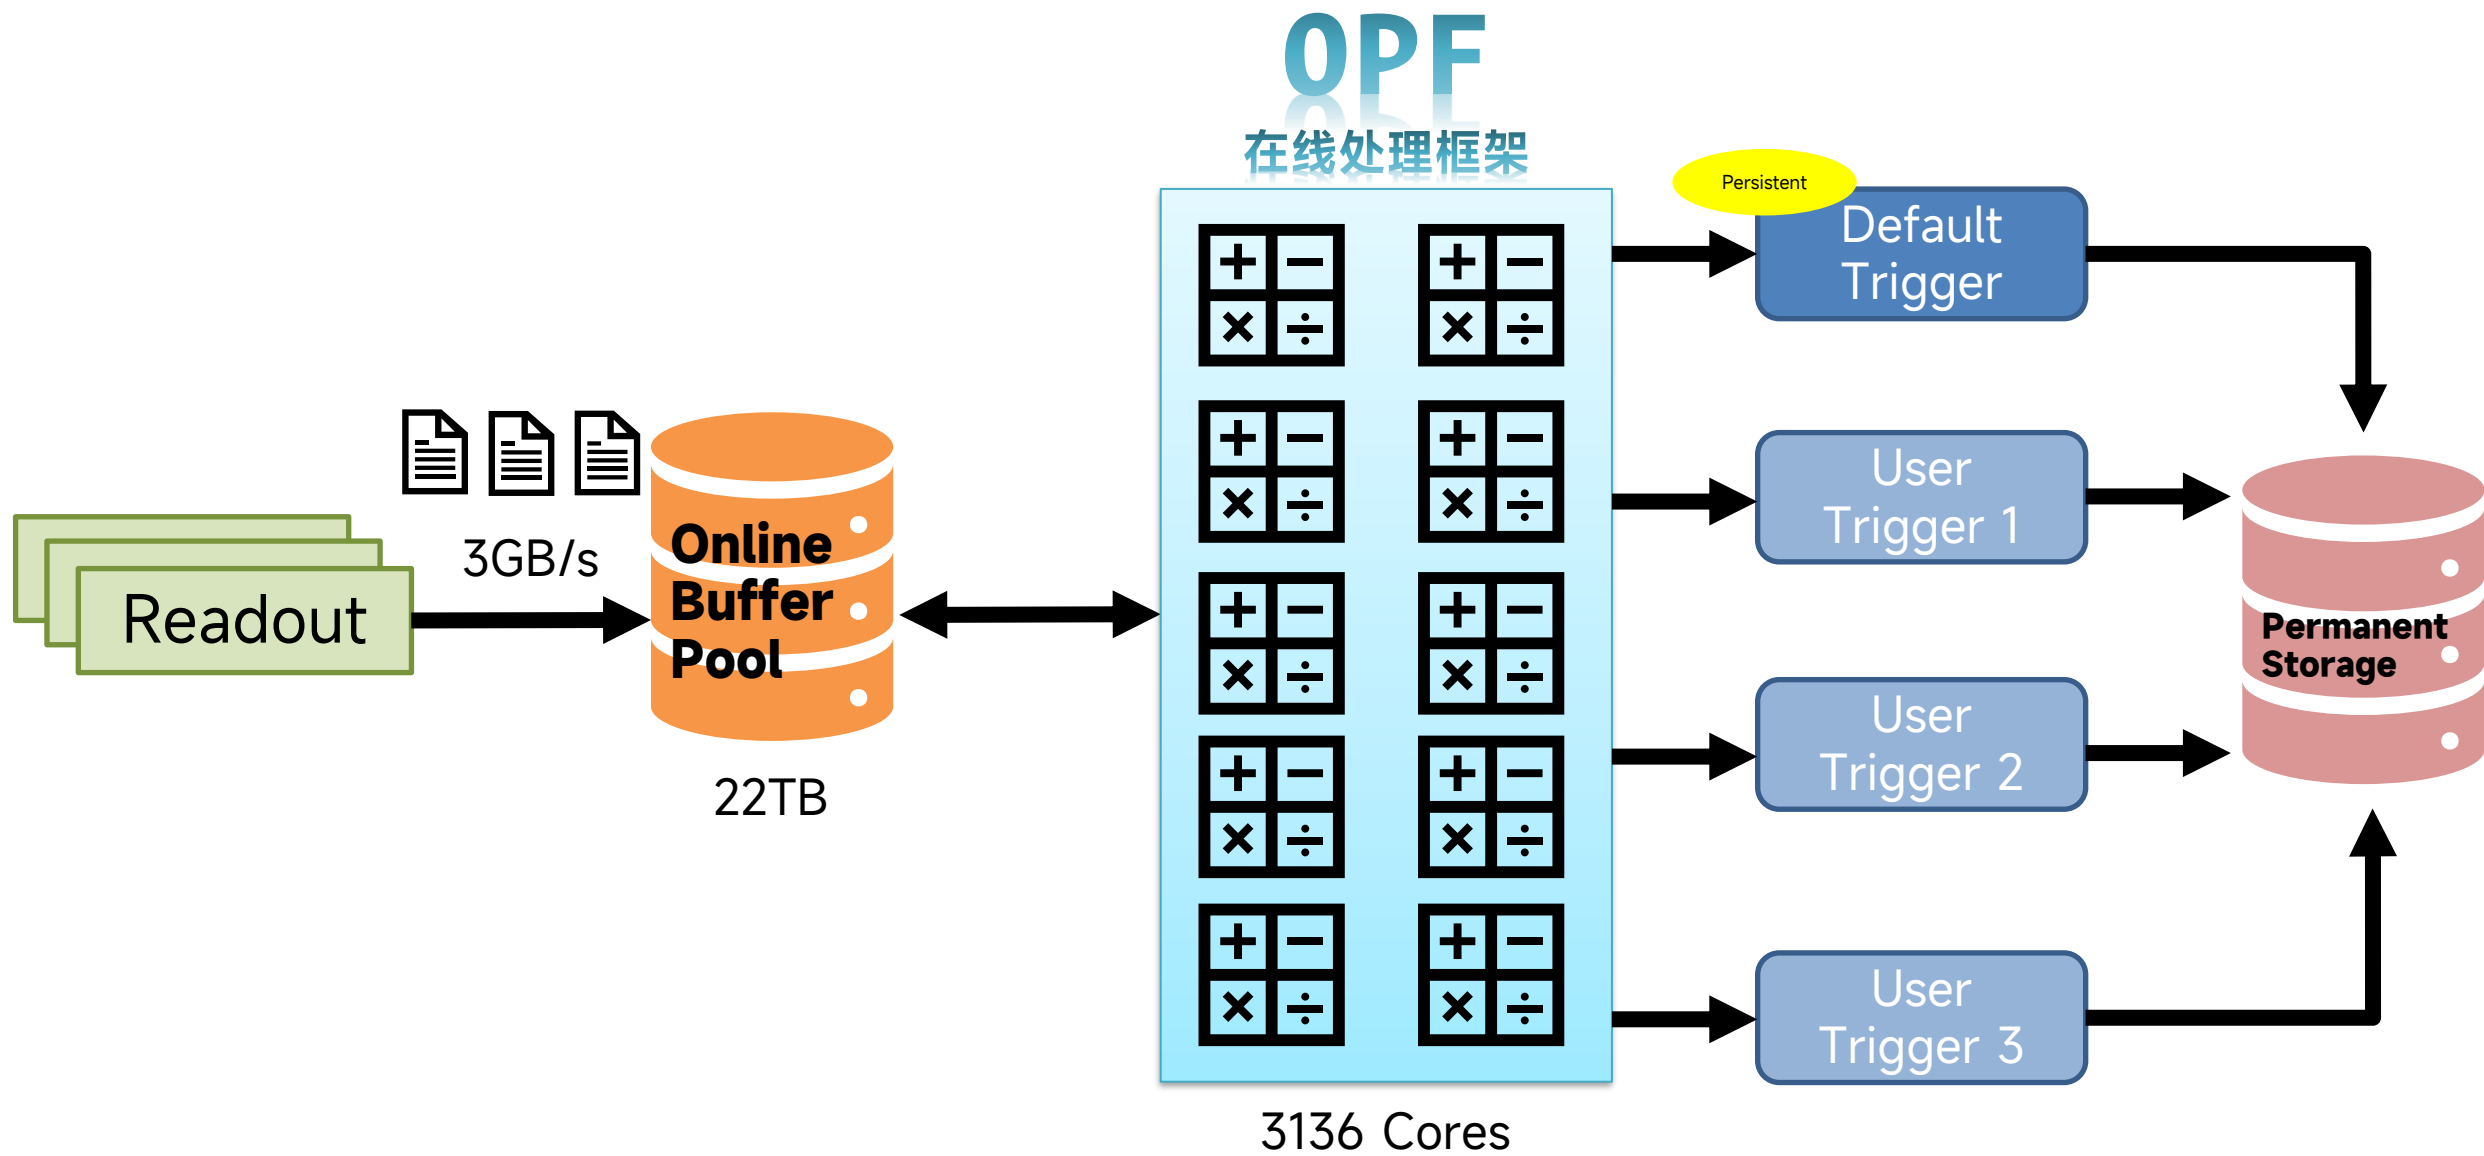 OPF
在线处理框架
Persistent
Default
Trigger
User
Trigger 1
User
Trigger 2
User
Trigger 3
3GB/s
Readout
Online
Buffer
Pool
22TB
Permanent
Storage
3136 Cores